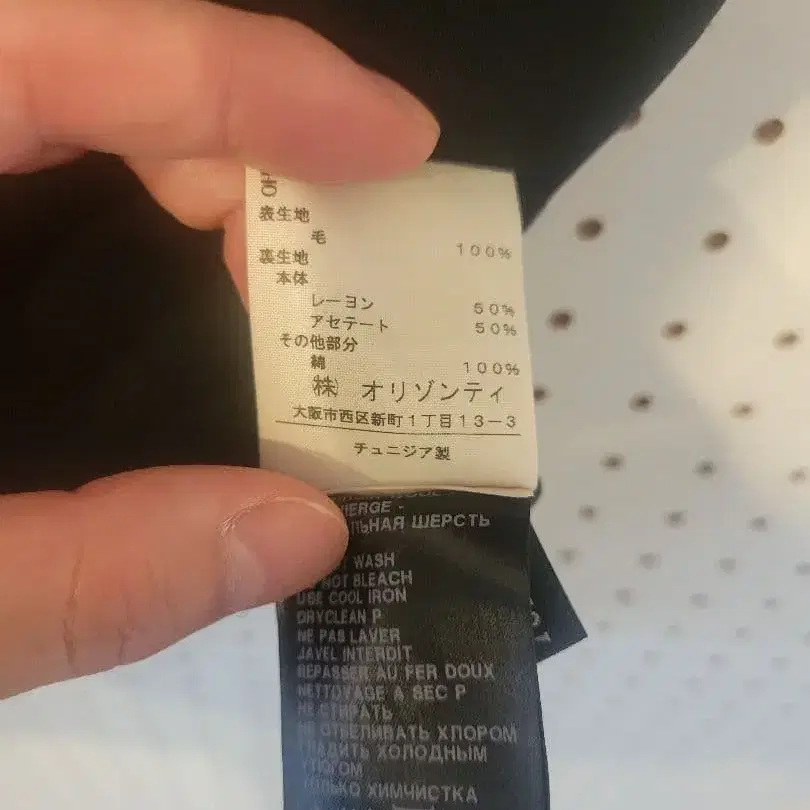 表生地
毛 100%
裏生地
本体
レーヨン 50%
アセテート 50%
その他部分
綿 100%
㈱ オリゾンティ
大阪市西区新町1丁目13-3
チュニジア製
VIERGE -
ШЕРСТЬ
WASH
NOT BLEACH
USE COOL IRON
DRYCLEAN P
NE PAS LAVER
JAVEL INTERDIT
REPASSER AU FER DOUX
NETTOYAGE A SEC P
НЕ СТИРАТЬ
НЕ ОТБЕЛИВАТЬ ХЛОРОМ
ГЛАДИТЬ ХОЛОДНЫМ
УТЮГОМ
ТОЛЬКО ХИМЧИСТКА